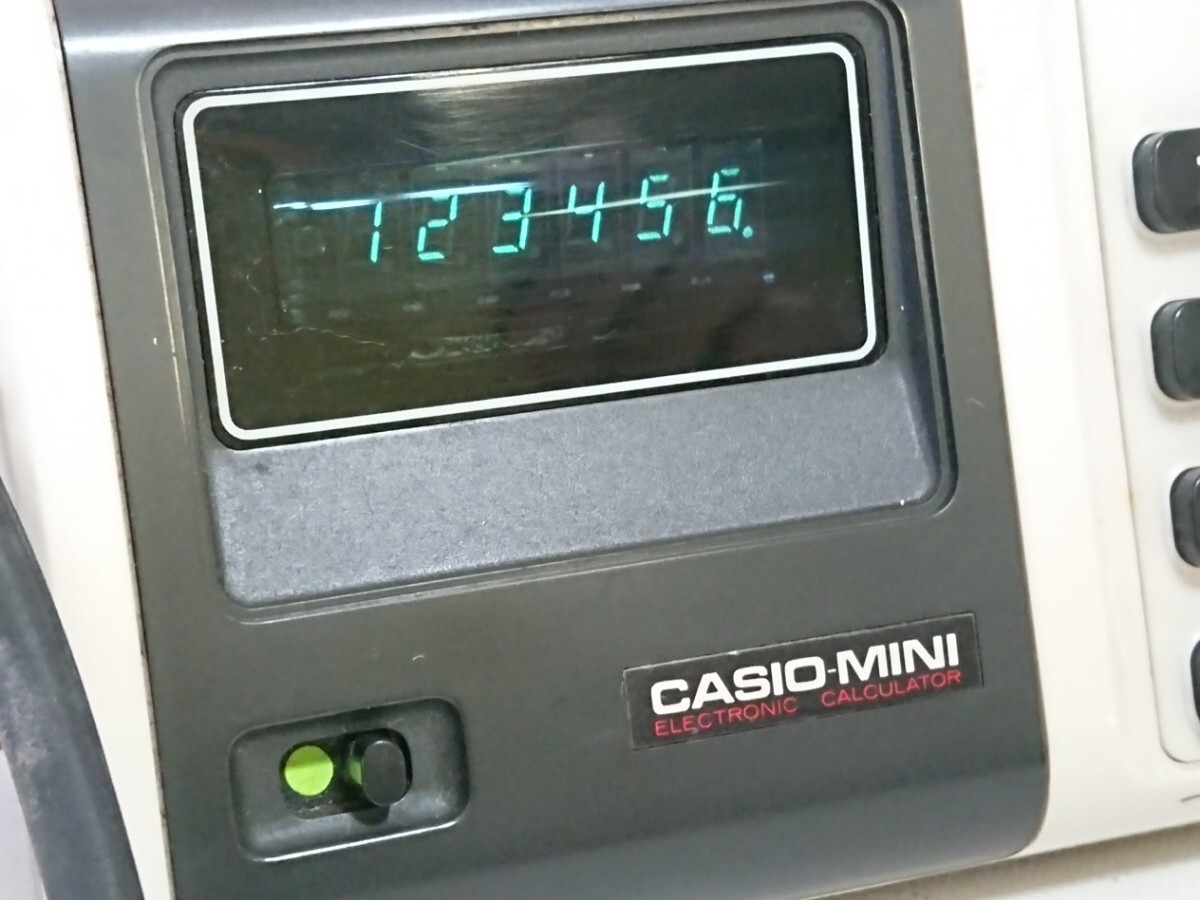 123456.
CASIO-MINI
ELECTRONIC CALCULATOR